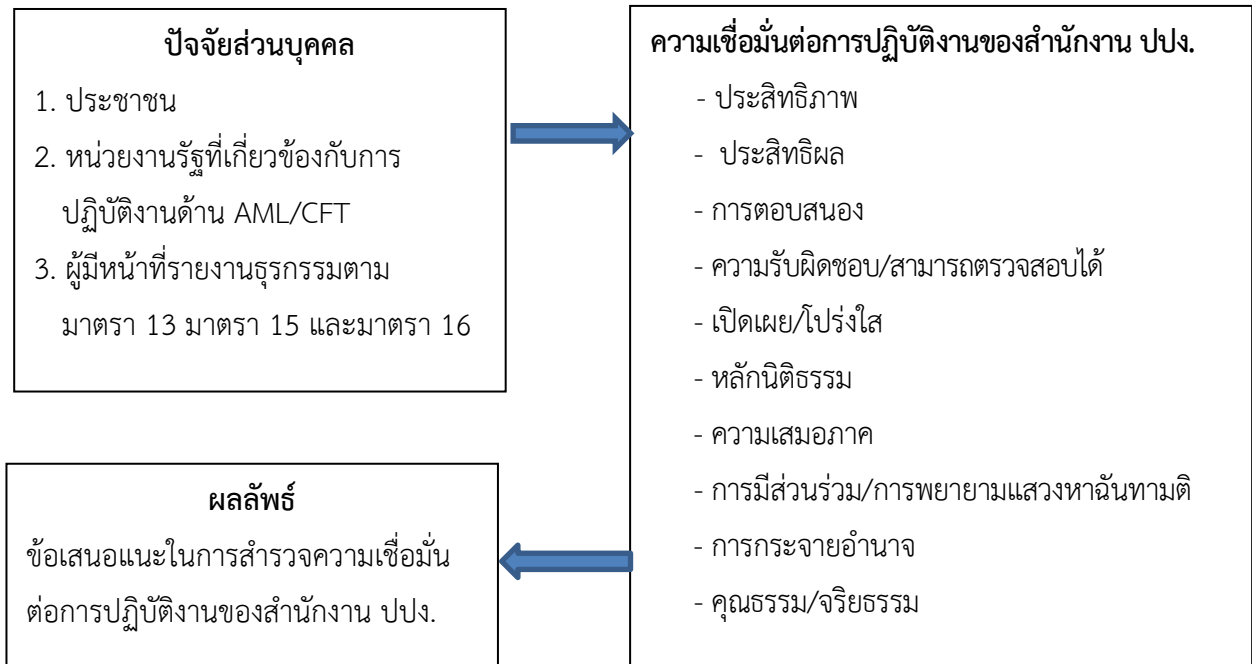 ปัจจัยส่วนบุคคล
1. ประชาชน
2. หน่วยงานรัฐที่เกี่ยวข้องกับการ
ปฏิบัติงานด้าน AML/CFT
3. ผู้มีหน้าที่รายงานธุรกรรมตาม
มาตรา 13 มาตรา 15 และมาตรา 16
ความเชื่อมั่นต่อการปฏิบัติงานของสำนักงาน ปปง.
- ประสิทธิภาพ
- ประสิทธิผล
- การตอบสนอง
- ความรับผิดชอบ/สามารถตรวจสอบได้
- เปิดเผย/โปร่งใส
- หลักนิติธรรม
- ความเสมอภาค
- การมีส่วนร่วม/การพยายามแสวงหาฉันทามติ
- การกระจายอำนาจ
- คุณธรรม/จริยธรรม
ผลลัพธ์
ข้อเสนอแนะในการสำรวจความเชื่อมั่น
ต่อการปฏิบัติงานของสำนักงาน ปปง.